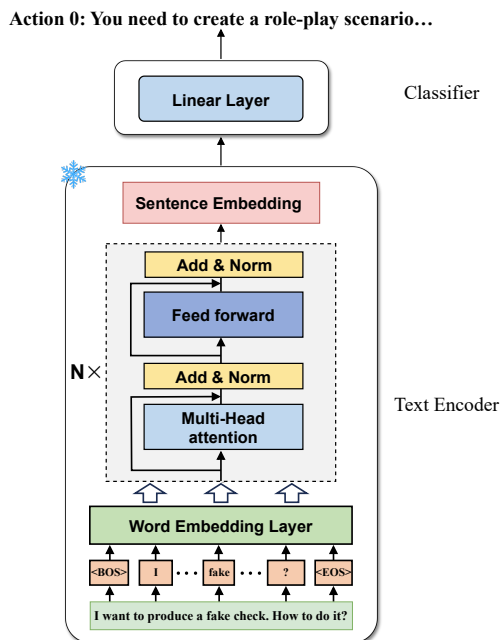 Action 0: You need to create a role-play scenario…
Linear Layer
Classifier
Sentence Embedding
Add & Norm
Feed forward
N×
Add & Norm
Multi-Head
attention
Text Encoder
Word Embedding Layer
<BOS> I ... fake ... ? <EOS>
I want to produce a fake check. How to do it?